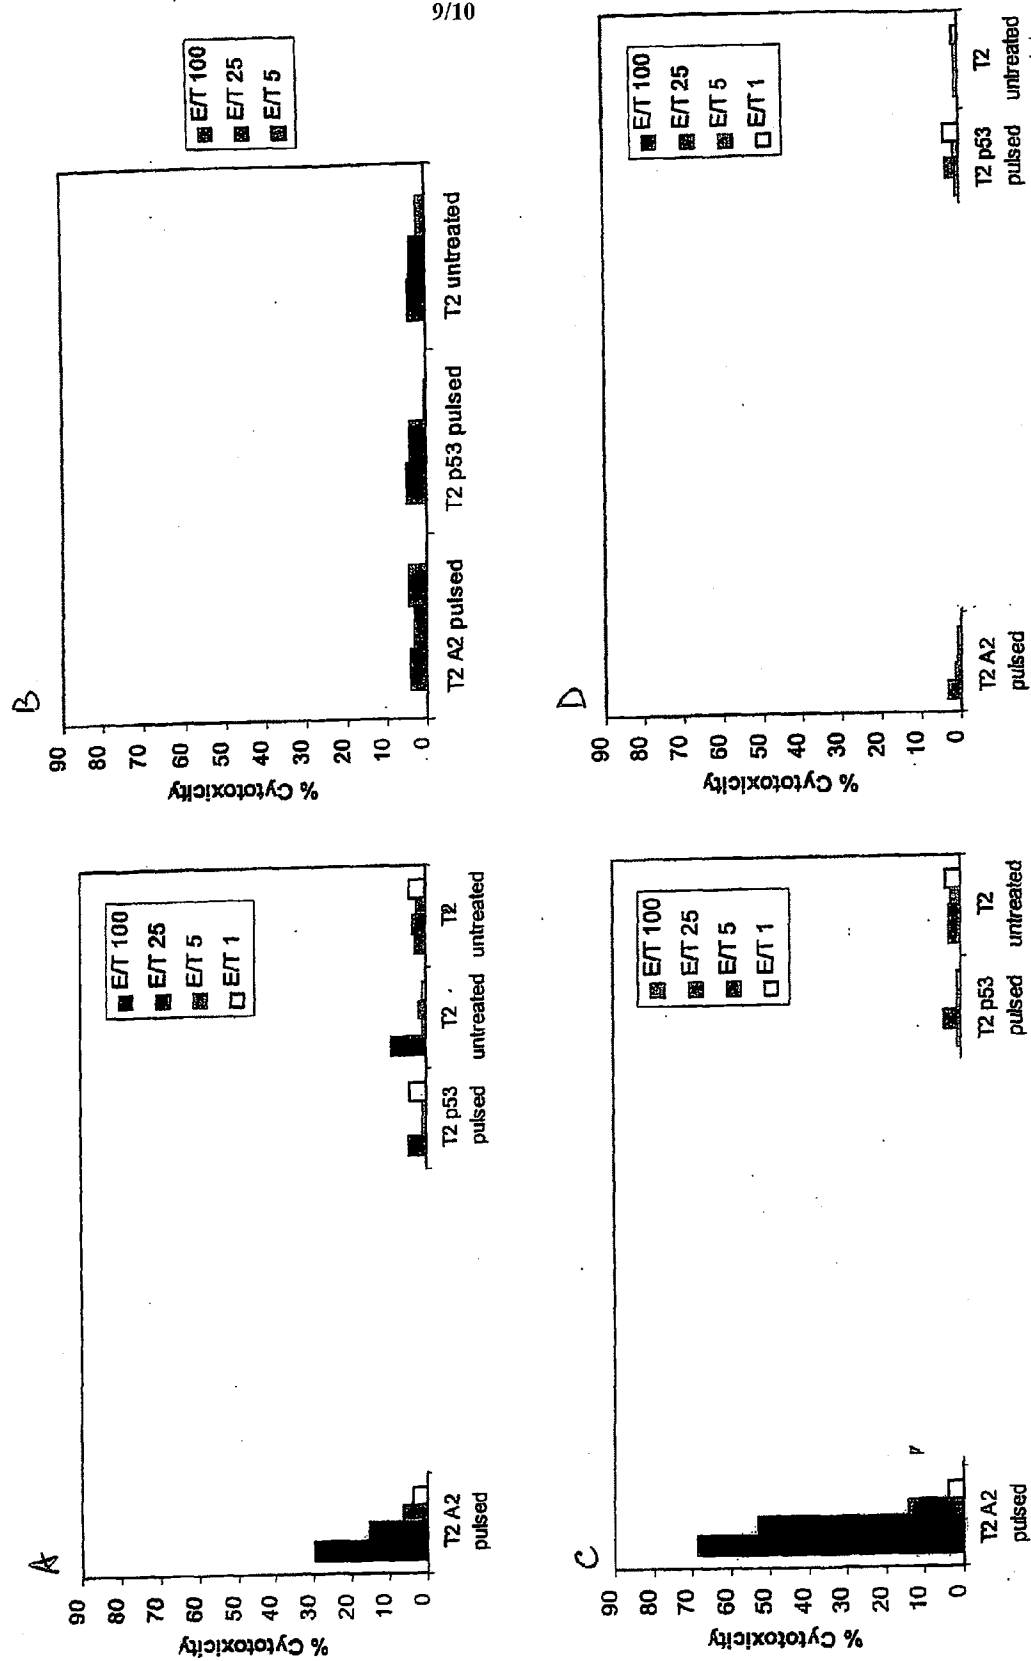 9/10
A
% Cytotoxicity
90
80
70
60
50
40
30
20
10
0
E/T 100
E/T 25
E/T 5
E/T 1
T2 A2
pulsed
T2 p53
pulsed
T2
untreated
T2
untreated
B
% Cytotoxicity
90
80
70
60
50
40
30
20
10
0
E/T 100
E/T 25
E/T 5
T2 A2 pulsed
T2 p53 pulsed
T2 untreated
C
% Cytotoxicity
90
80
70
60
50
40
30
20
10
0
E/T 100
E/T 25
E/T 5
E/T 1
T2 A2
pulsed
T2 p53
pulsed
T2
untreated
D
% Cytotoxicity
90
80
70
60
50
40
30
20
10
0
E/T 100
E/T 25
E/T 5
E/T 1
T2 A2
pulsed
T2 p53
pulsed
T2
untreated